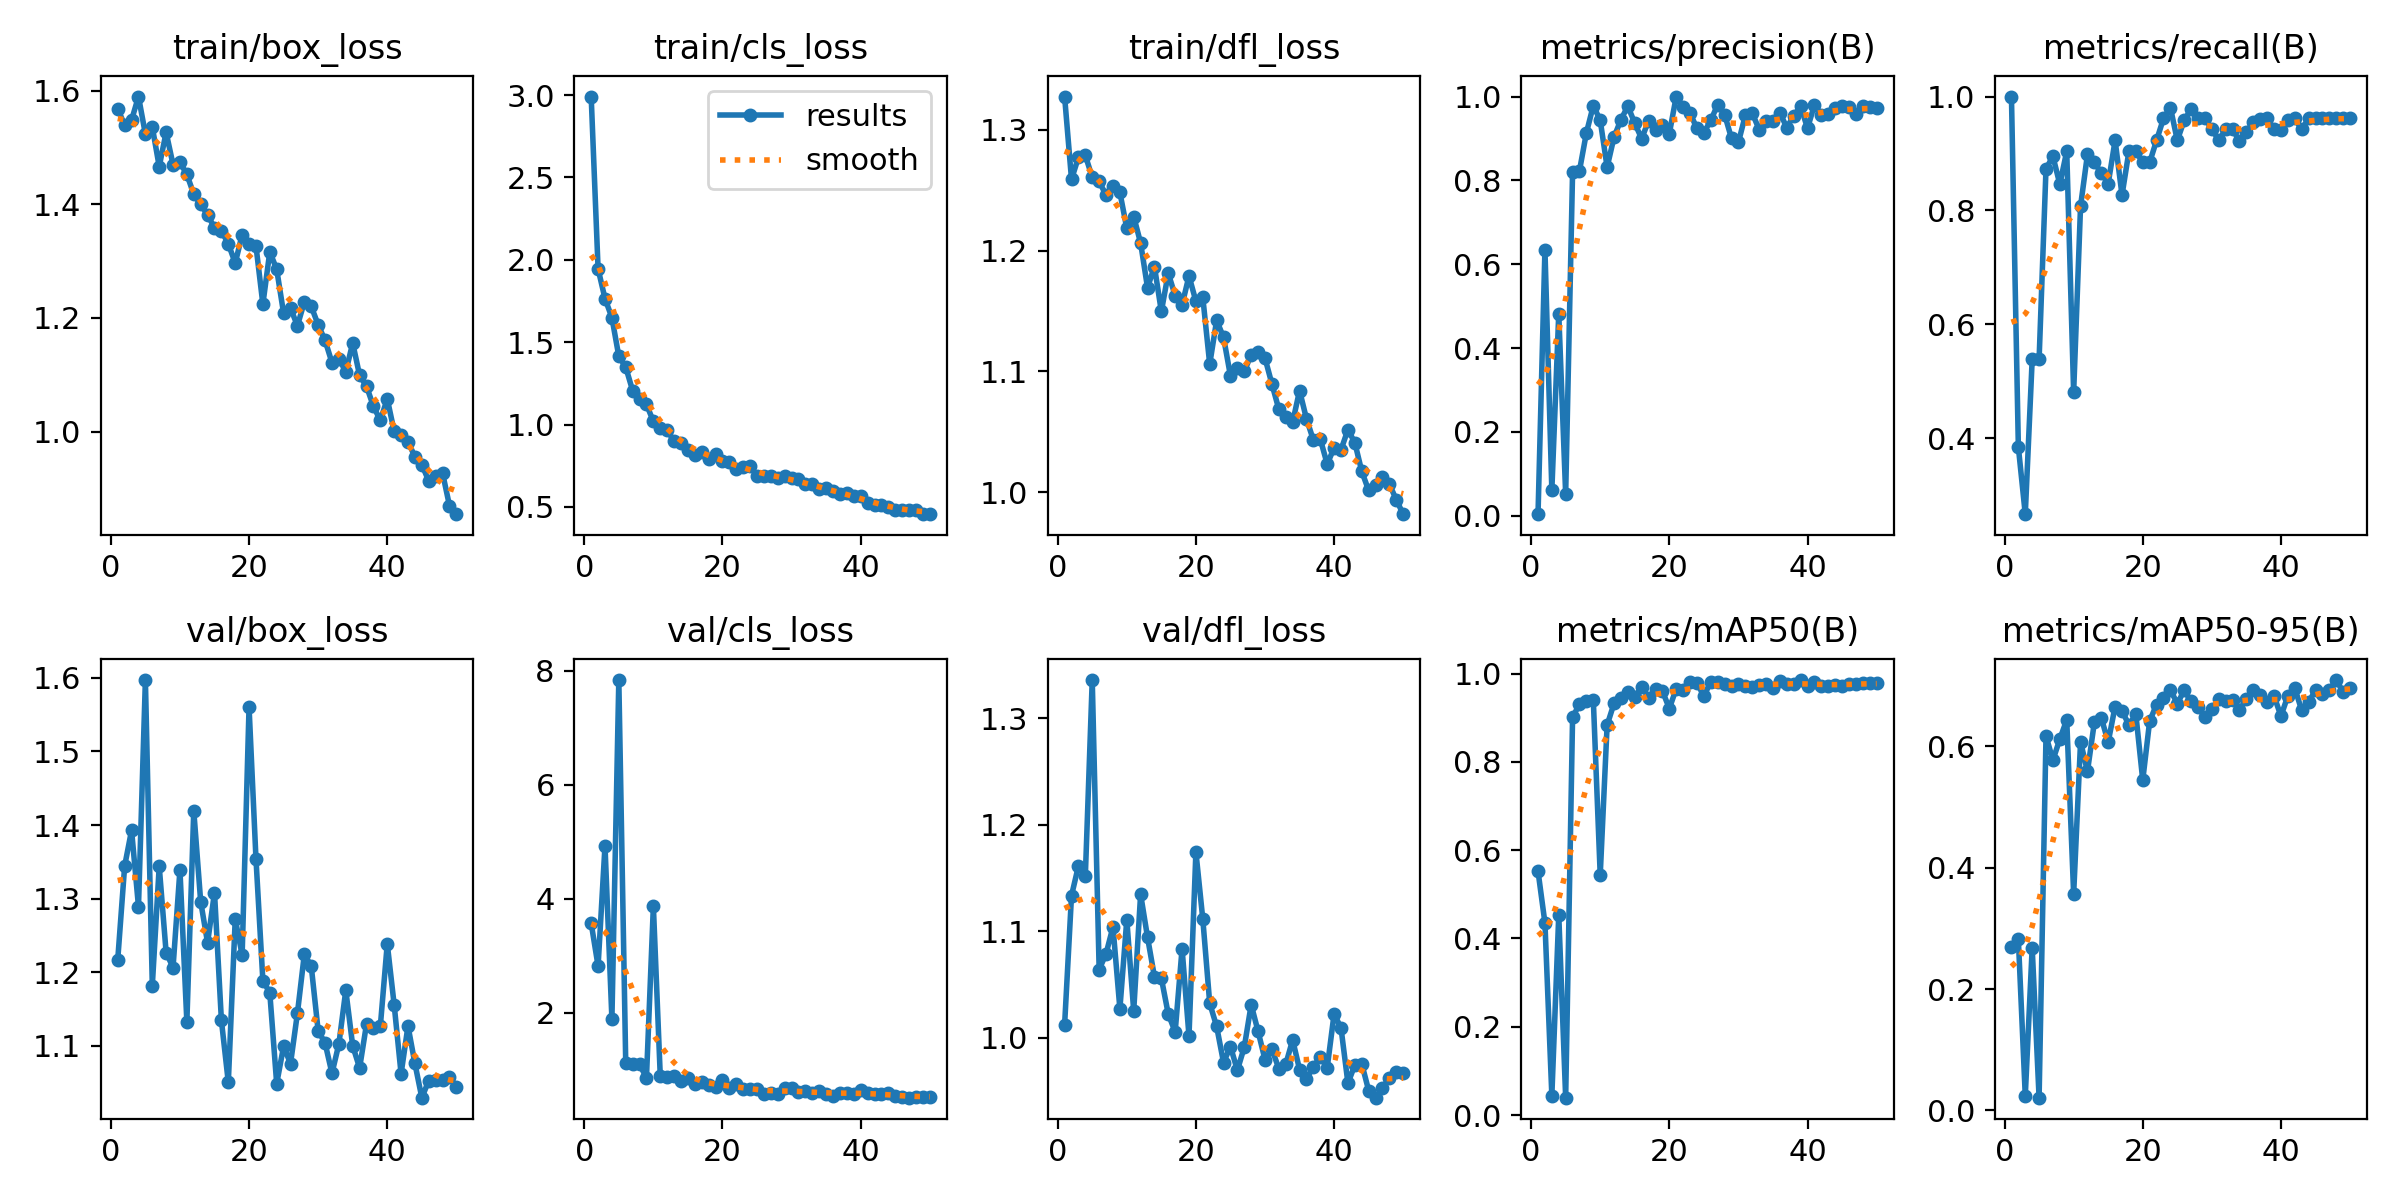 train/box_loss
1.6
1.4
1.2
1.0
0 20 40
train/cls_loss
results
smooth
3.0
2.5
2.0
1.5
1.0
0.5
0 20 40
train/dfl_loss
1.3
1.2
1.1
1.0
0 20 40
metrics/precision(B)
1.0
0.8
0.6
0.4
0.2
0.0
0 20 40
metrics/recall(B)
1.0
0.8
0.6
0.4
0 20 40
val/box_loss
1.6
1.5
1.4
1.3
1.2
1.1
0 20 40
val/cls_loss
8
6
4
2
0 20 40
val/dfl_loss
1.3
1.2
1.1
1.0
0 20 40
metrics/mAP50(B)
1.0
0.8
0.6
0.4
0.2
0.0
0 20 40
metrics/mAP50-95(B)
0.6
0.4
0.2
0.0
0 20 40